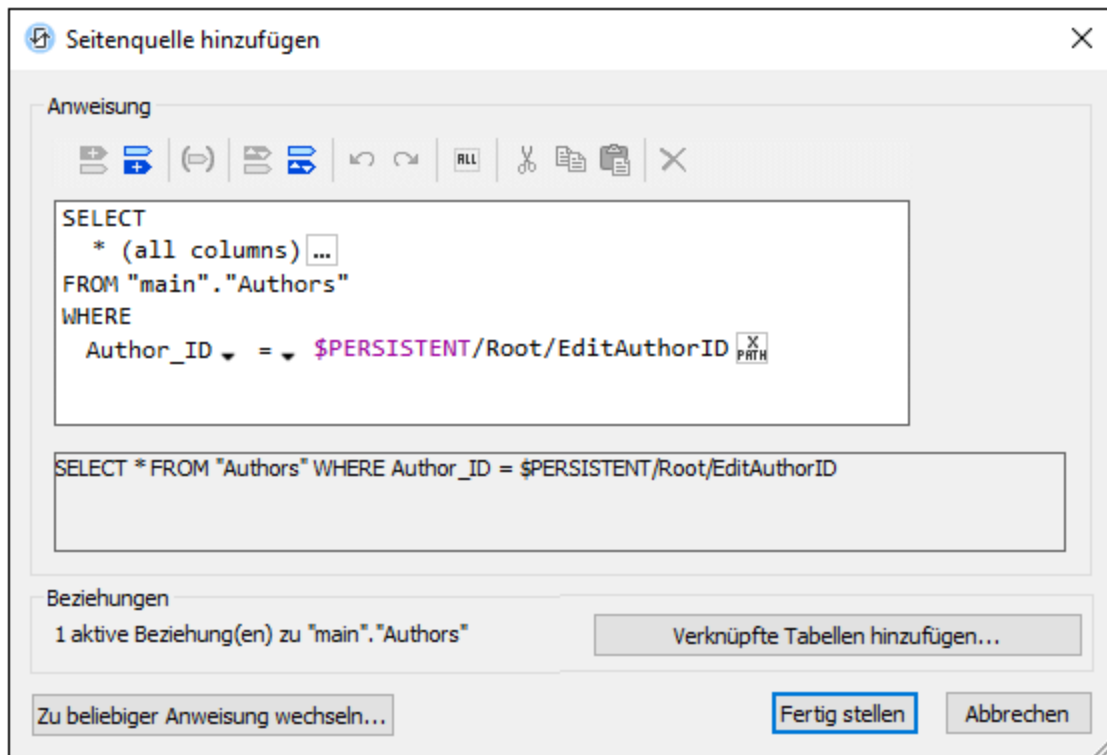 Seitenquelle hinzufügen
Anweisung
ALL
SELECT
* (all columns) ...
FROM "main"."Authors"
WHERE
Author_ID = $PERSISTENT/Root/EditAuthorID X PATH
SELECT * FROM "Authors" WHERE Author_ID = $PERSISTENT/Root/EditAuthorID
Beziehungen
1 aktive Beziehung(en) zu "main"."Authors" Verknüpfte Tabellen hinzufügen...
Zu beliebiger Anweisung wechseln... Fertig stellen Abbrechen